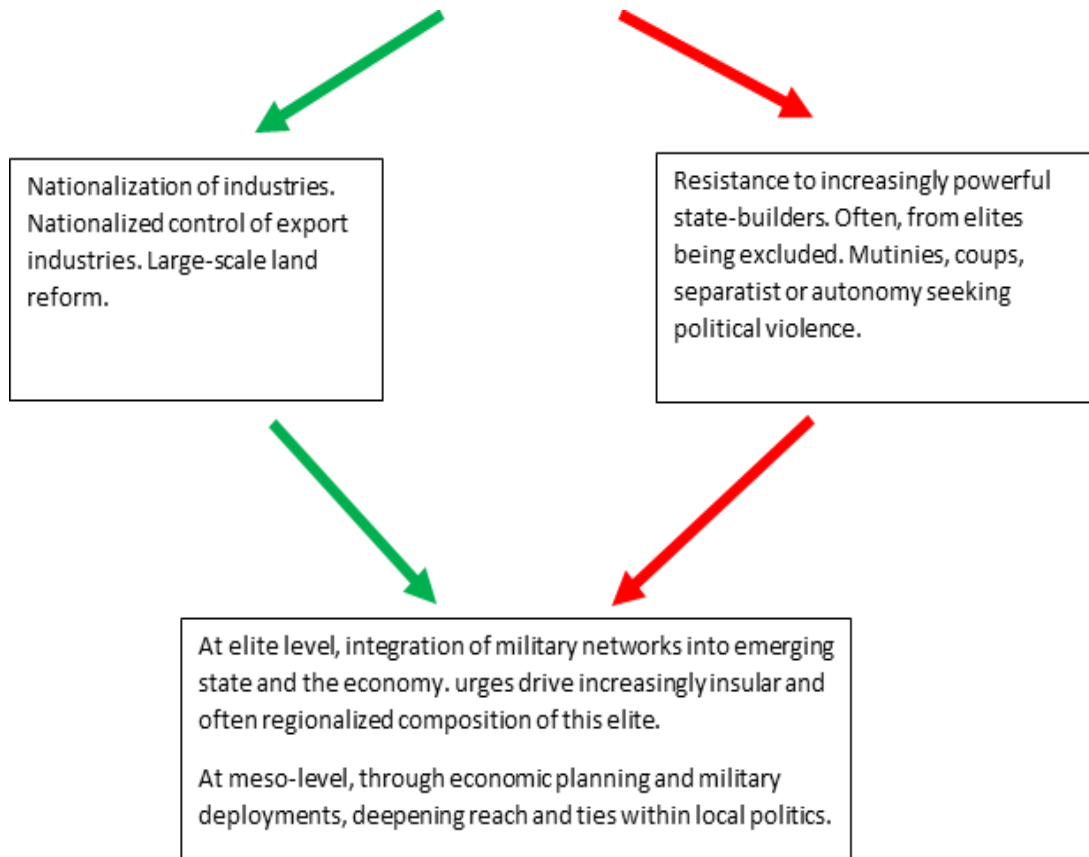 Nationalization of industries.
Nationalized control of export
industries. Large-scale land
reform.
Resistance to increasingly powerful
state-builders. Often, from elites
being excluded. Mutinies, coups,
separatist or autonomy seeking
political violence.
At elite level, integration of military networks into emerging
state and the economy. urges drive increasingly insular and
often regionalized composition of this elite.
At meso-level, through economic planning and military
deployments, deepening reach and ties within local politics.